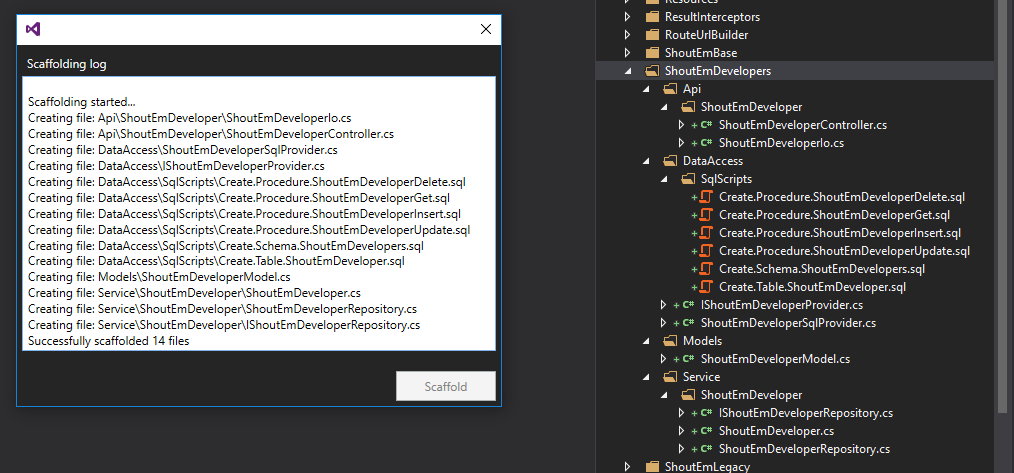 Scaffolding log
Scaffolding started...
Creating file: Api\ShoutEmDeveloper\ShoutEmDeveloperIo.cs
Creating file: Api\ShoutEmDeveloper\ShoutEmDeveloperController.cs
Creating file: DataAccess\ShoutEmDeveloperSqlProvider.cs
Creating file: DataAccess\IShoutEmDeveloperProvider.cs
Creating file: DataAccess\SqlScripts\Create.Procedure.ShoutEmDeveloperDelete.sql
Creating file: DataAccess\SqlScripts\Create.Procedure.ShoutEmDeveloperGet.sql
Creating file: DataAccess\SqlScripts\Create.Procedure.ShoutEmDeveloperInsert.sql
Creating file: DataAccess\SqlScripts\Create.Procedure.ShoutEmDeveloperUpdate.sql
Creating file: DataAccess\SqlScripts\Create.Schema.ShoutEmDevelopers.sql
Creating file: DataAccess\SqlScripts\Create.Table.ShoutEmDeveloper.sql
Creating file: Models\ShoutEmDeveloperModel.cs
Creating file: Service\ShoutEmDeveloper\ShoutEmDeveloper.cs
Creating file: Service\ShoutEmDeveloper\ShoutEmDeveloperRepository.cs
Creating file: Service\ShoutEmDeveloper\IShoutEmDeveloperRepository.cs
Successfully scaffolded 14 files
Scaffold
Resources
ResultInterceptors
RouteUrlBuilder
ShoutEmBase
ShoutEmDevelopers
Api
ShoutEmDeveloper
+ C# ShoutEmDeveloperController.cs
+ C# ShoutEmDeveloperIo.cs
DataAccess
SqlScripts
+ Create.Procedure.ShoutEmDeveloperDelete.sql
+ Create.Procedure.ShoutEmDeveloperGet.sql
+ Create.Procedure.ShoutEmDeveloperInsert.sql
+ Create.Procedure.ShoutEmDeveloperUpdate.sql
+ Create.Schema.ShoutEmDevelopers.sql
+ Create.Table.ShoutEmDeveloper.sql
+ C# IShoutEmDeveloperProvider.cs
+ C# ShoutEmDeveloperSqlProvider.cs
Models
+ C# ShoutEmDeveloperModel.cs
Service
ShoutEmDeveloper
+ C# IShoutEmDeveloperRepository.cs
+ C# ShoutEmDeveloper.cs
+ C# ShoutEmDeveloperRepository.cs
ShoutEmLegacy